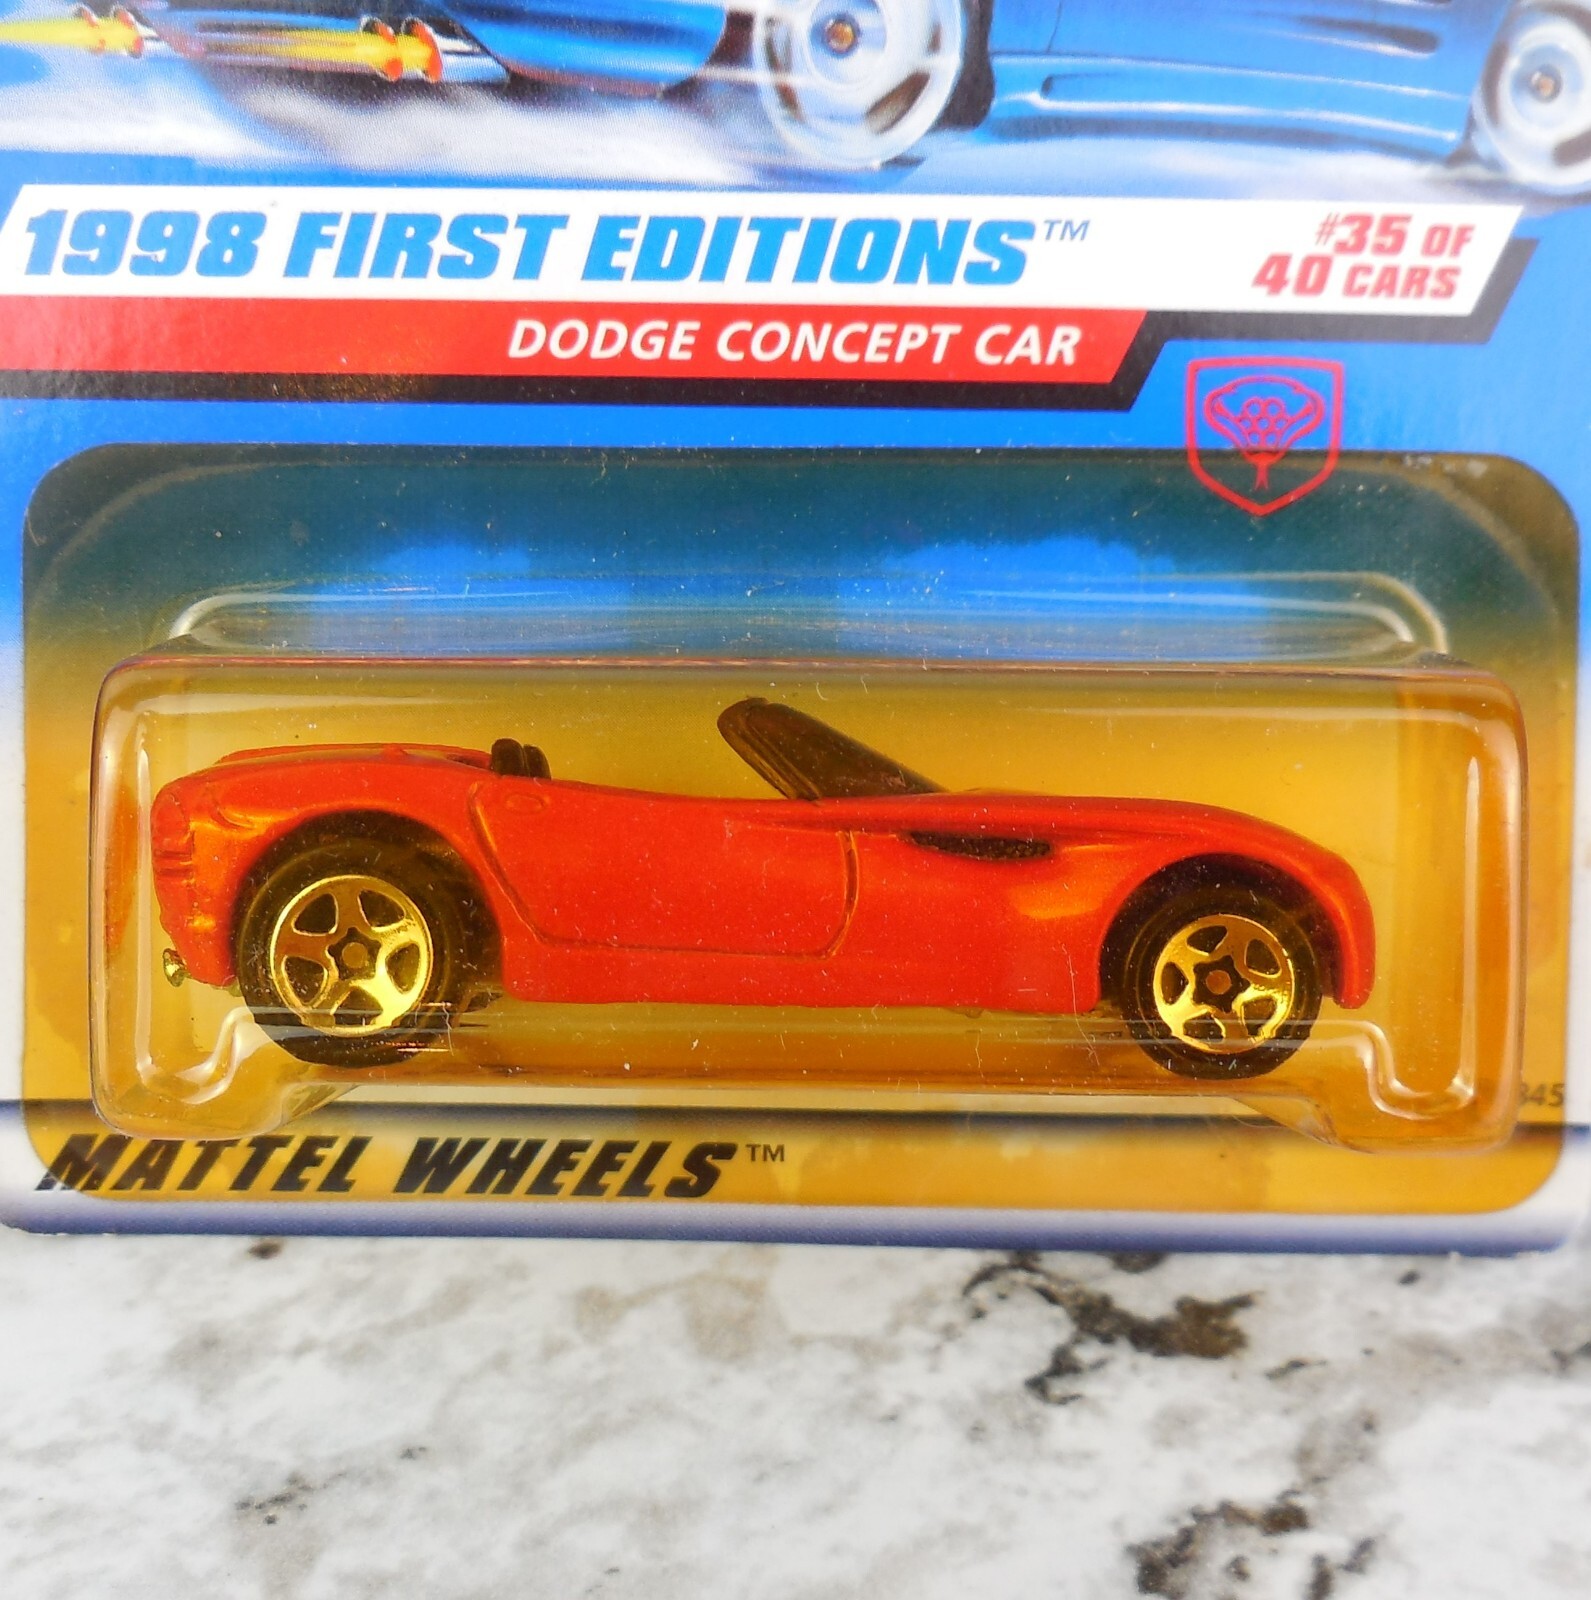 1998 FIRST EDITIONS™
#35 OF
40 CARS
DODGE CONCEPT CAR
MATTEL WHEELS™